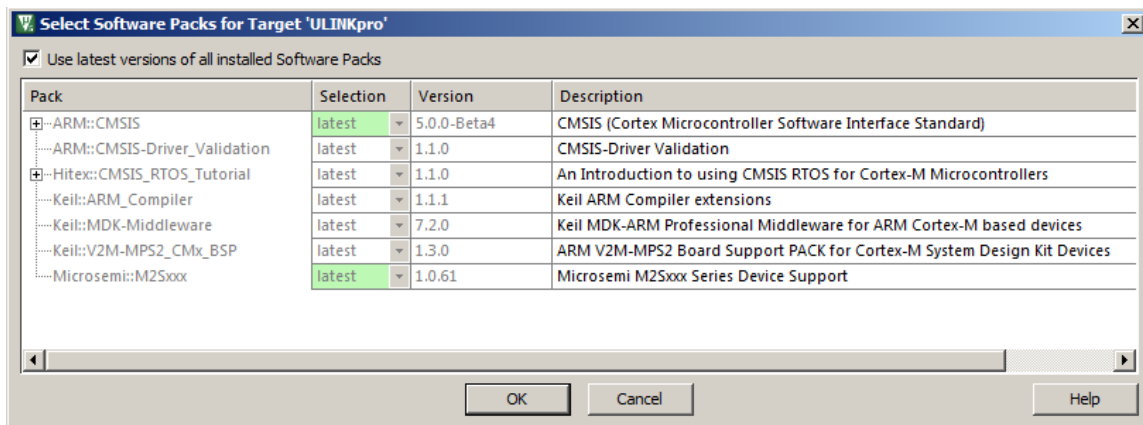 Select Software Packs for Target 'ULINKpro'
Use latest versions of all installed Software Packs
Pack Selection Version Description
ARM::CMSIS latest 5.0.0-Beta4 CMSIS (Cortex Microcontroller Software Interface Standard)
ARM::CMSIS-Driver_Validation latest 1.1.0 CMSIS-Driver Validation
Hitex::CMSIS_RTOS_Tutorial latest 1.1.0 An Introduction to using CMSIS RTOS for Cortex-M Microcontrollers
Keil::ARM_Compiler latest 1.1.1 Keil ARM Compiler extensions
Keil::MDK-Middleware latest 7.2.0 Keil MDK-ARM Professional Middleware for ARM Cortex-M based devices
Keil::V2M-MPS2_CMx_BSP latest 1.3.0 ARM V2M-MPS2 Board Support PACK for Cortex-M System Design Kit Devices
Microsemi::M2Sxxx latest 1.0.61 Microsemi M2Sxxx Series Device Support
OK Cancel Help